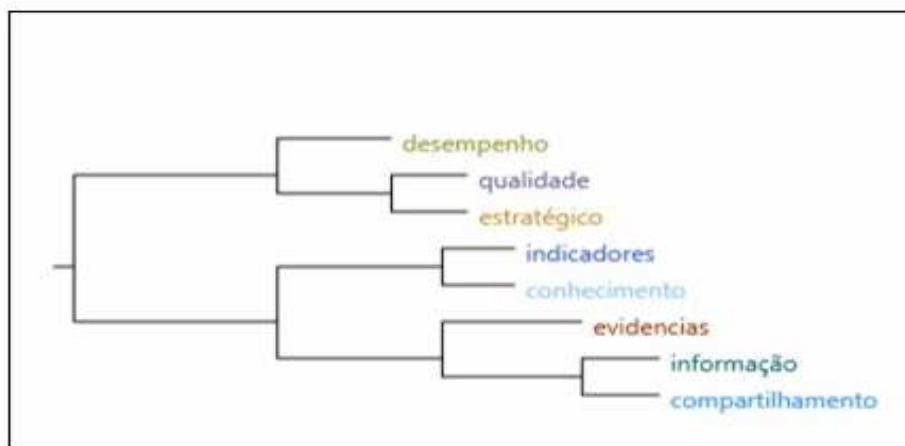 desempenho
qualidade
estratégico
indicadores
conhecimento
evidencias
informação
compartilhamento